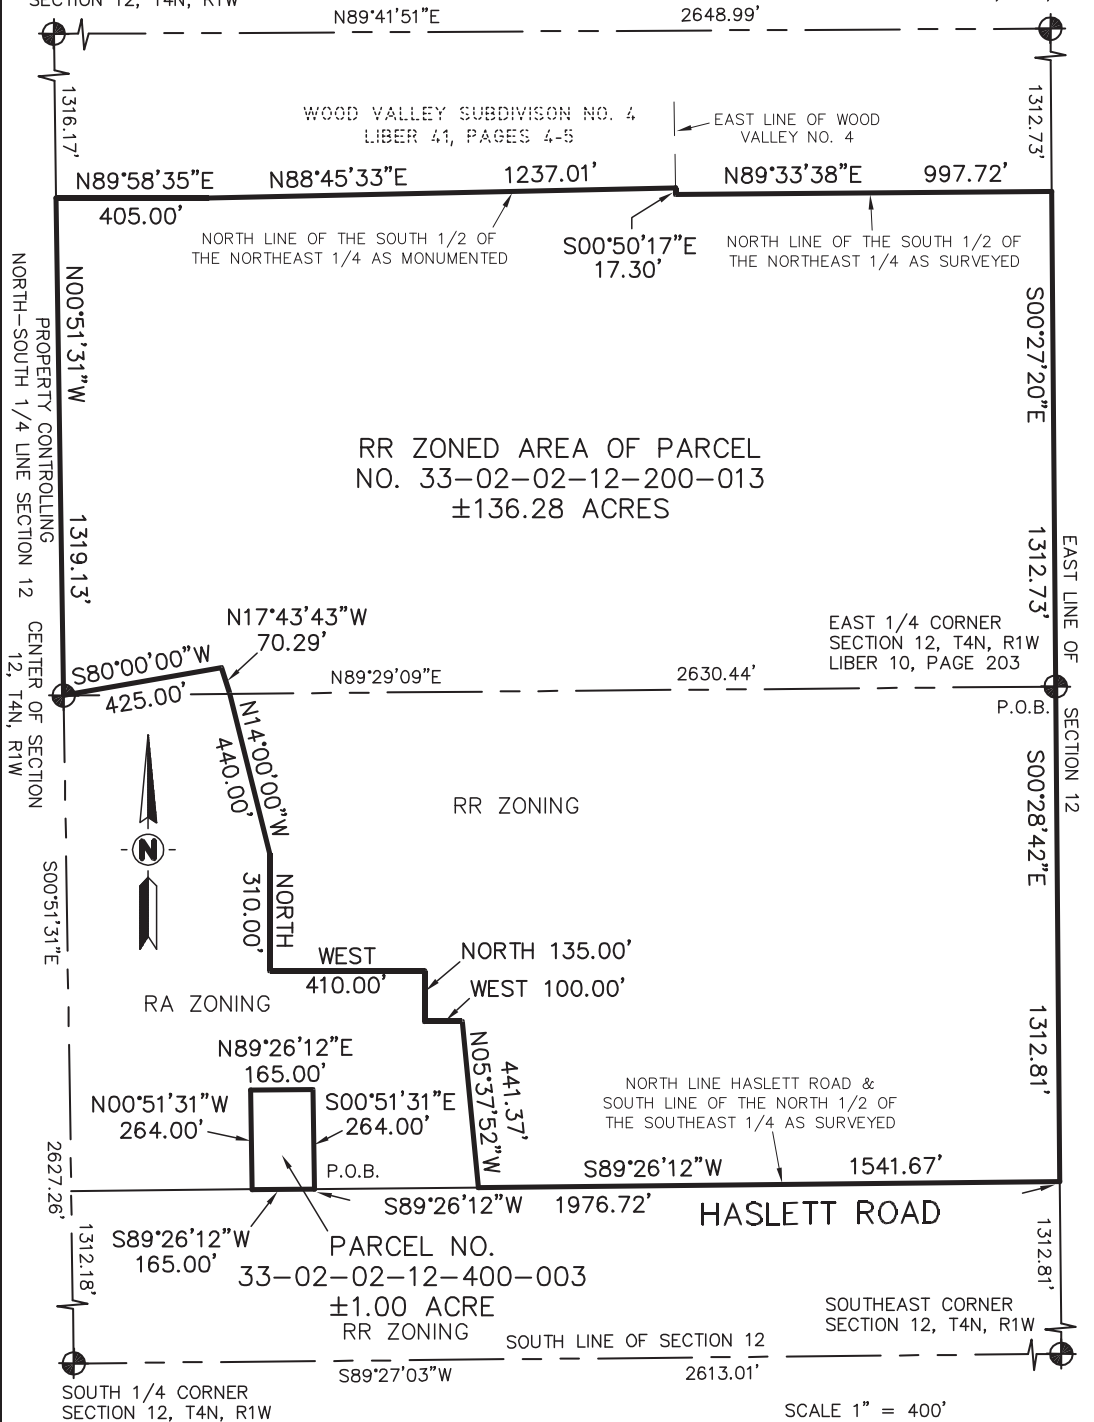 SECTION 12, T4N, R1W
N89°41'51"E
2648.99'
1316.17'
1312.73'
WOOD VALLEY SUBDIVISON NO. 4
LIBER 41, PAGES 4-5
EAST LINE OF WOOD
VALLEY NO. 4
N89°58'35"E
405.00'
N88°45'33"E
1237.01'
N89°33'38"E
997.72'
NORTH LINE OF THE SOUTH 1/2 OF
THE NORTHEAST 1/4 AS MONUMENTED
S00°50'17"E
17.30'
NORTH LINE OF THE SOUTH 1/2 OF
THE NORTHEAST 1/4 AS SURVEYED
N00°51'31"W
1319.13'
PROPERTY CONTROLLING
NORTH-SOUTH 1/4 LINE SECTION 12
S00°27'20"E
1312.73'
RR ZONED AREA OF PARCEL
NO. 33-02-02-12-200-013
±136.28 ACRES
EAST LINE OF SECTION 12
EAST 1/4 CORNER
SECTION 12, T4N, R1W
LIBER 10, PAGE 203
P.O.B.
CENTER OF SECTION
12, T4N, R1W
S80°00'00"W
425.00'
N17°43'43"W
70.29'
N89°29'09"E
2630.44'
N14°00'00"W
440.00'
RR ZONING
S00°28'42"E
1312.81'
N
S00°51'31"E
2627.26'
NORTH
310.00'
WEST
410.00'
NORTH 135.00'
WEST 100.00'
RA ZONING
N89°26'12"E
165.00'
N00°51'31"W
264.00'
S00°51'31"E
264.00'
N05°37'52"W
441.37'
NORTH LINE HASLETT ROAD &
SOUTH LINE OF THE NORTH 1/2 OF
THE SOUTHEAST 1/4 AS SURVEYED
P.O.B.
S89°26'12"W
1541.67'
S89°26'12"W
1976.72'
HASLETT ROAD
S89°26'12"W
165.00'
PARCEL NO.
33-02-02-12-400-003
±1.00 ACRE
RR ZONING
1312.18'
1312.81'
SOUTHEAST CORNER
SECTION 12, T4N, R1W
SOUTH LINE OF SECTION 12
S89°27'03"W
2613.01'
SOUTH 1/4 CORNER
SECTION 12, T4N, R1W
SCALE 1" = 400'